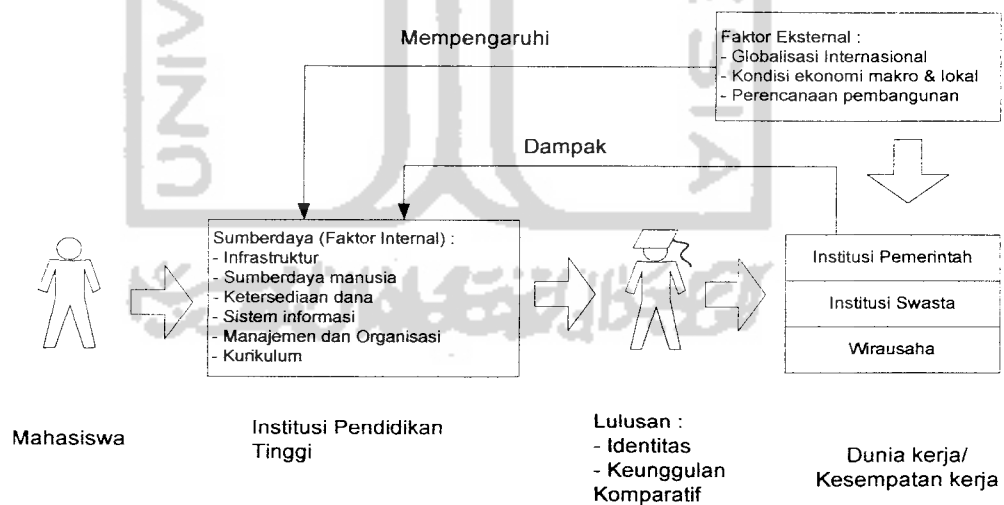 Mempengaruhi
Faktor Eksternal :
- Globalisasi Internasional
- Kondisi ekonomi makro & lokal
- Perencanaan pembangunan
Dampak
Sumberdaya (Faktor Internal) :
- Infrastruktur
- Sumberdaya manusia
- Ketersediaan dana
- Sistem informasi
- Manajemen dan Organisasi
- Kurikulum
Institusi Pemerintah
Institusi Swasta
Wirausaha
Mahasiswa
Institusi Pendidikan
Tinggi
Lulusan :
- Identitas
- Keunggulan
Komparatif
Dunia kerja/
Kesempatan kerja
UNIV
ESIA